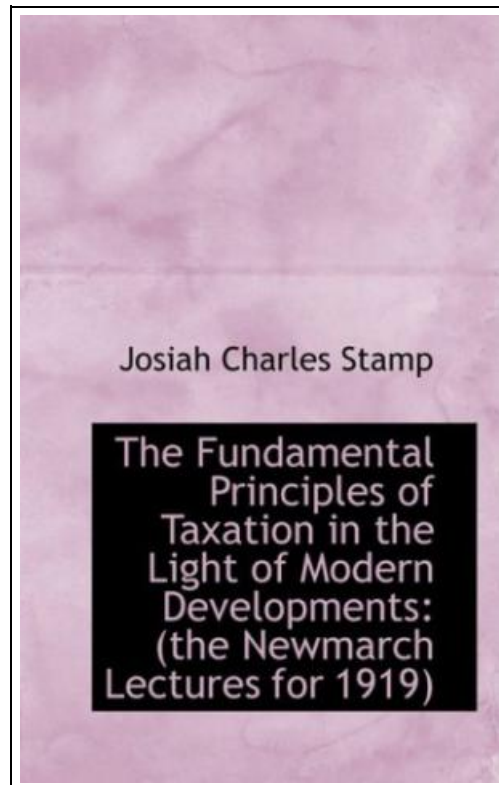 Josiah Charles Stamp
The Fundamental
Principles of
Taxation in the
Light of Modern
Developments:
(the Newmarch
Lectures for 1919)